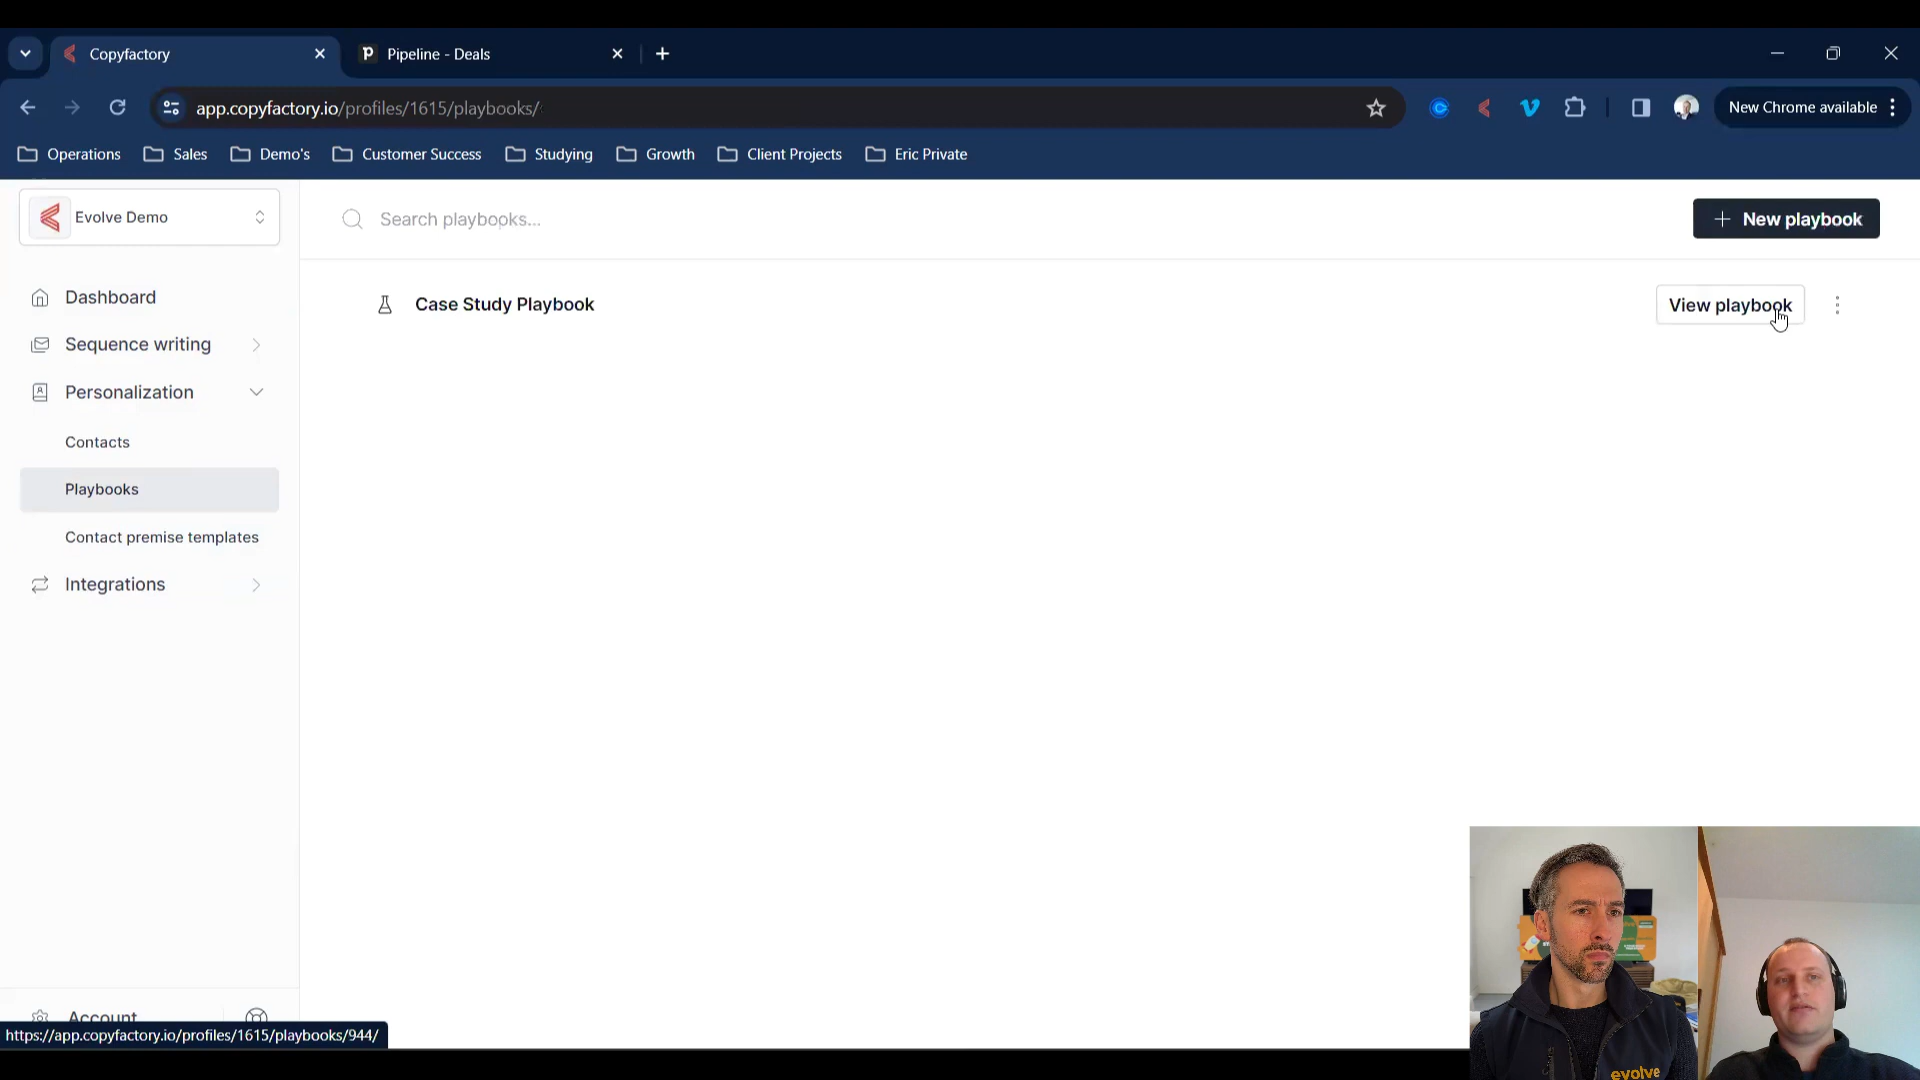 Copyfactory
Pipeline - Deals
app.copyfactory.io/profiles/1615/playbooks/
New Chrome available
Operations
Sales
Demo's
Customer Success
Studying
Growth
Client Projects
Eric Private
Evolve Demo
Search playbooks...
New playbook
Dashboard
Case Study Playbook
View playbook
Sequence writing
Personalization
Contacts
Playbooks
Contact premise templates
Integrations
Account
https://app.copyfactory.io/profiles/1615/playbooks/944/
evolve